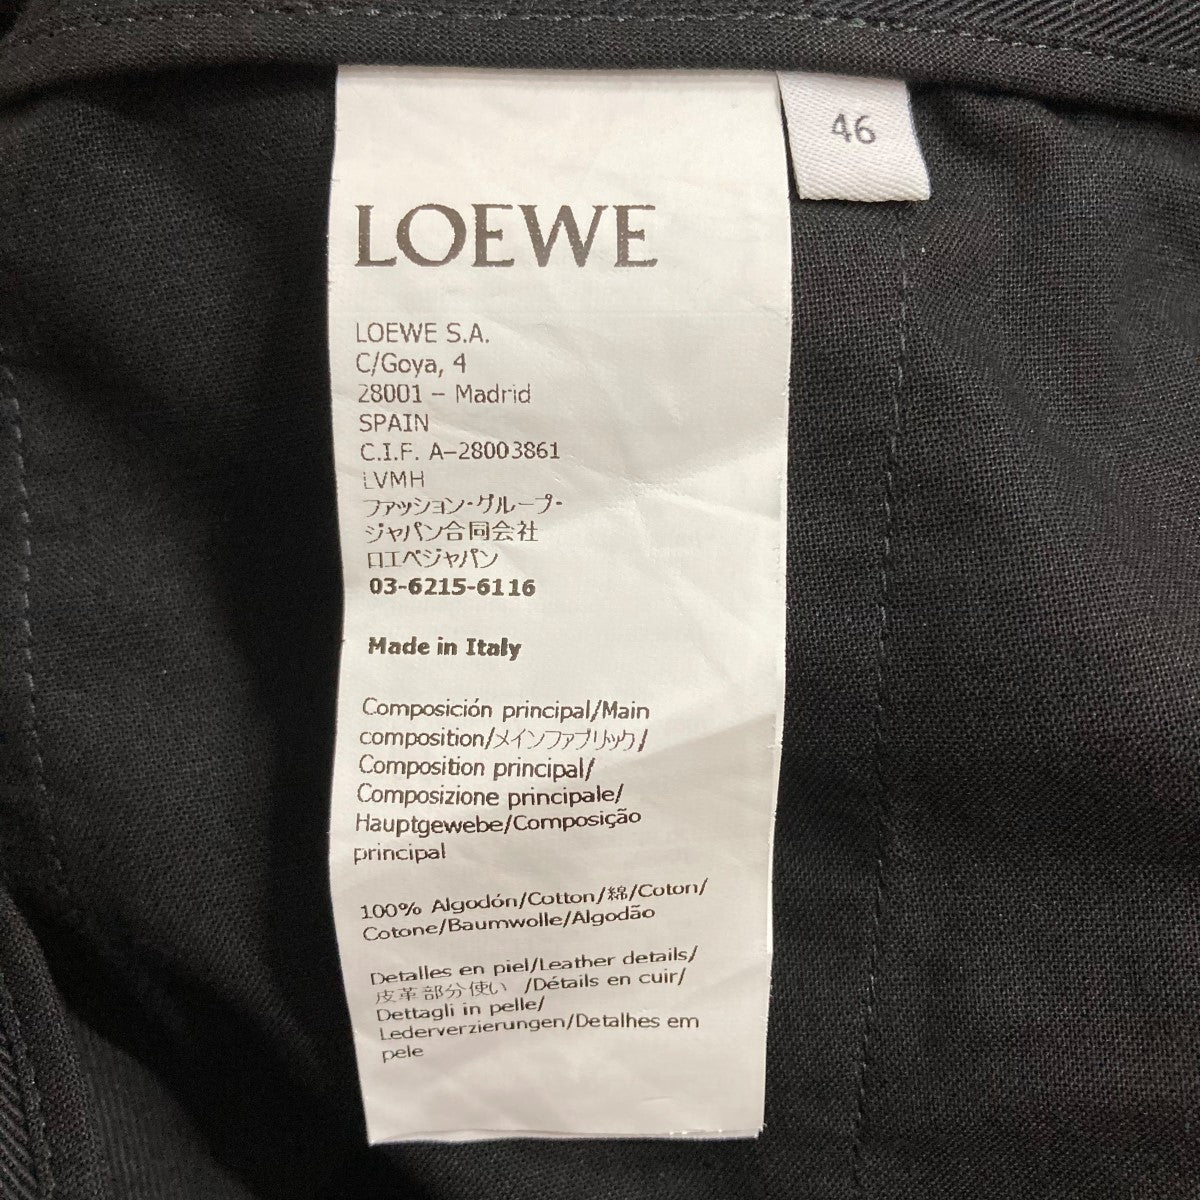 46
LOEWE
LOEWE S.A.
C/Goya, 4
28001 – Madrid
SPAIN
C.I.F. A-28003861
LVMH
ファッション・グループ・
ジャパン合同会社
ロエベジャパン
03-6215-6116
Made in Italy
Composición principal/Main
composition/メインファブリック/
Composition principal/
Composizione principale/
Hauptgewebe/Composição
principal
100% Algodón/Cotton/綿/Coton/
Cotone/Baumwolle/Algodão
Detalles en piel/Leather details/
皮革部分使い /Détails en cuir/
Dettagli in pelle/
Lederverzierungen/Detalhes em
pele